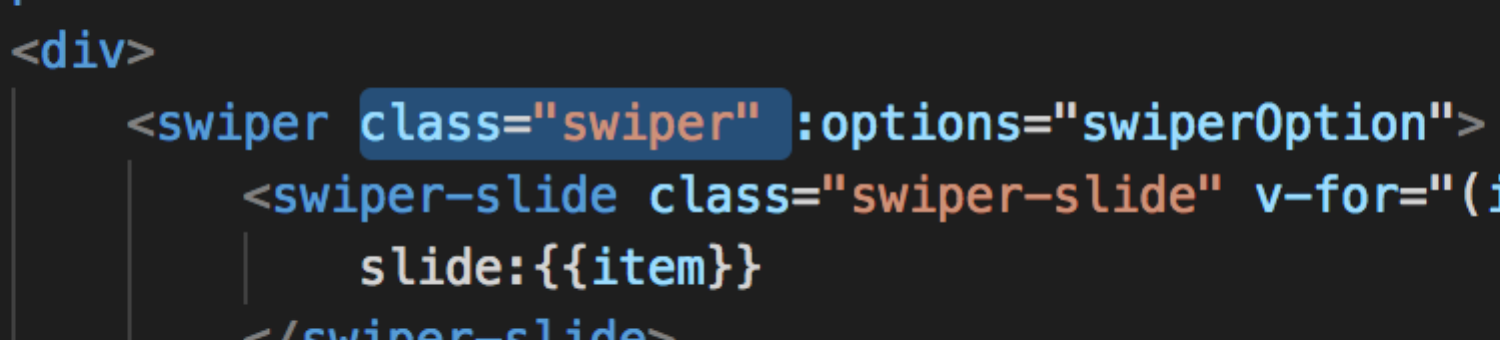 <div>
<swiper class="swiper" :options="swiperOption">
<swiper-slide class="swiper-slide" v-for="(i
slide:{{item}}
</swiper-slide>